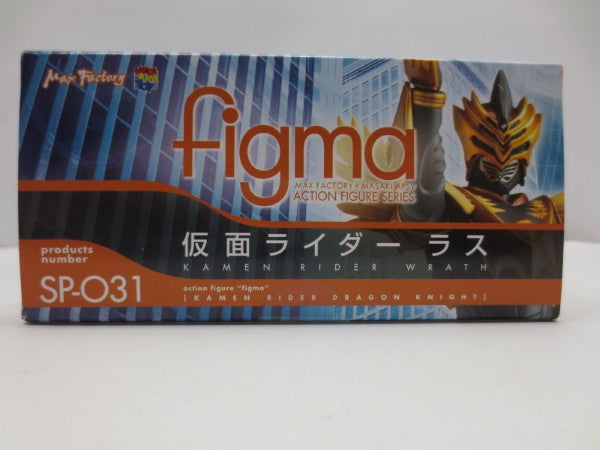 Max Factory
figma
MAX FACTORY×MASAKI APSY
ACTION FIGURE SERIES
仮面ライダー ラス
KAMEN RIDER WRATH
products
number
SP-031
action figure "figma"
[KAMEN RIDER DRAGON KNIGHT]